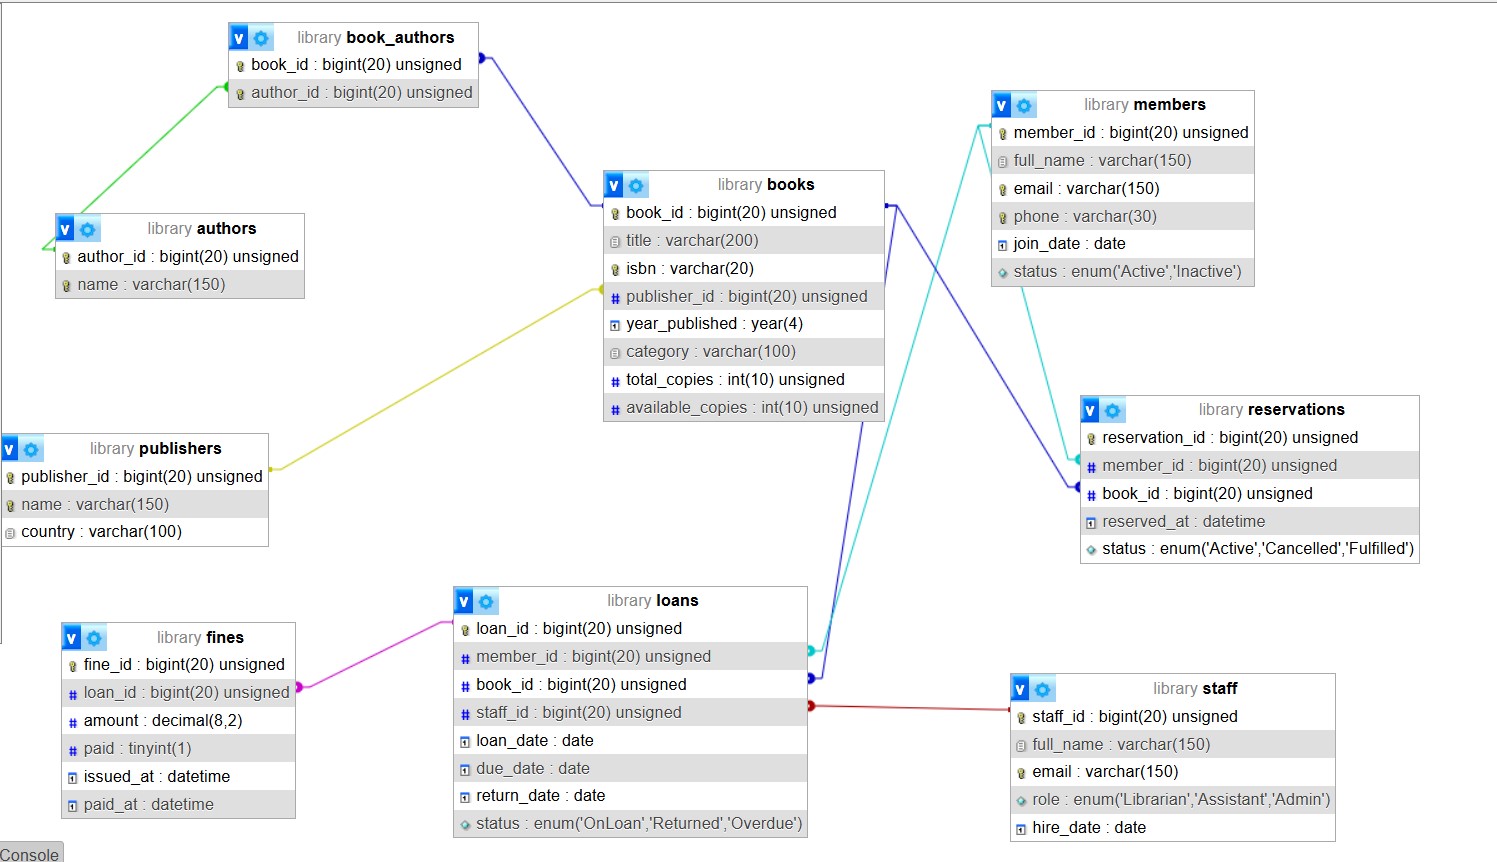 v library book_authors
book_id : bigint(20) unsigned
author_id : bigint(20) unsigned
v library members
member_id : bigint(20) unsigned
full_name : varchar(150)
email : varchar(150)
phone : varchar(30)
join_date : date
status : enum('Active','Inactive')
v library books
book_id : bigint(20) unsigned
title : varchar(200)
isbn : varchar(20)
# publisher_id : bigint(20) unsigned
year_published : year(4)
category : varchar(100)
# total_copies : int(10) unsigned
# available_copies : int(10) unsigned
v library authors
author_id : bigint(20) unsigned
name : varchar(150)
v library reservations
reservation_id : bigint(20) unsigned
# member_id : bigint(20) unsigned
# book_id : bigint(20) unsigned
reserved_at : datetime
status : enum('Active','Cancelled','Fulfilled')
v library publishers
publisher_id : bigint(20) unsigned
name : varchar(150)
country : varchar(100)
v library loans
loan_id : bigint(20) unsigned
# member_id : bigint(20) unsigned
# book_id : bigint(20) unsigned
# staff_id : bigint(20) unsigned
loan_date : date
due_date : date
return_date : date
status : enum('OnLoan','Returned','Overdue')
v library fines
fine_id : bigint(20) unsigned
# loan_id : bigint(20) unsigned
# amount : decimal(8,2)
# paid : tinyint(1)
issued_at : datetime
paid_at : datetime
v library staff
staff_id : bigint(20) unsigned
full_name : varchar(150)
email : varchar(150)
role : enum('Librarian','Assistant','Admin')
hire_date : date
Console